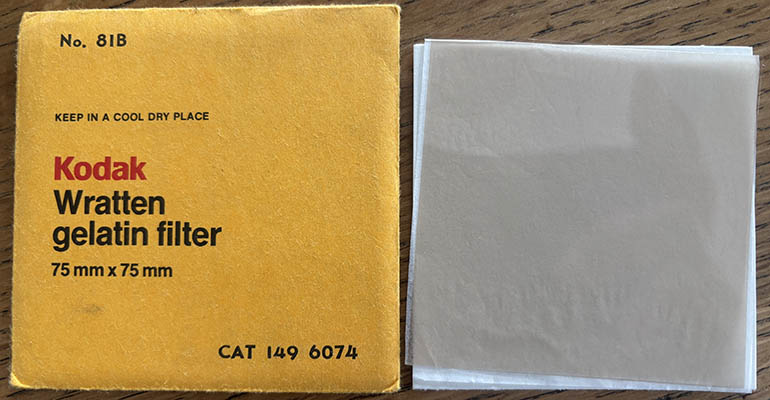 No. 81B
KEEP IN A COOL DRY PLACE
Kodak
Wratten
gelatin filter
75 mm x 75 mm
CAT 149 6074